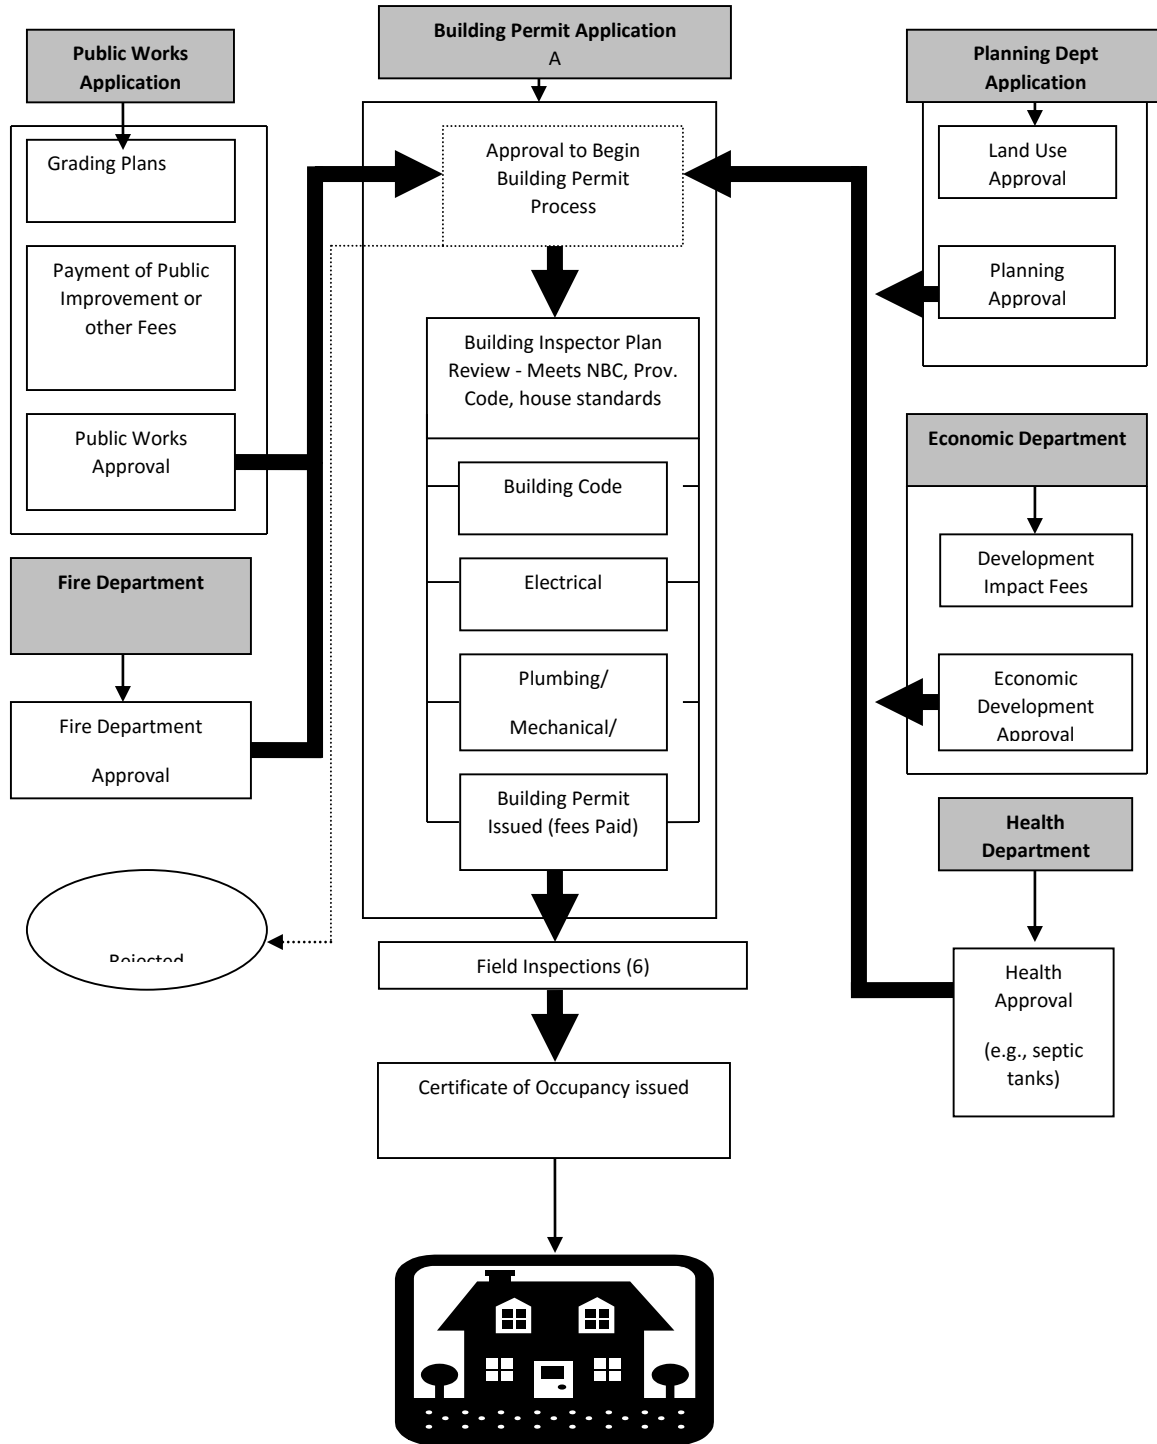 Public Works
Application
Grading Plans
Payment of Public
Improvement or
other Fees
Public Works
Approval
Fire Department
Fire Department
Approval
Rejected
Building Permit Application
A
Approval to Begin
Building Permit
Process
Building Inspector Plan
Review - Meets NBC, Prov.
Code, house standards
Building Code
Electrical
Plumbing/
Mechanical/
Building Permit
Issued (fees Paid)
Field Inspections (6)
Certificate of Occupancy issued
Planning Dept
Application
Land Use
Approval
Planning
Approval
Economic Department
Development
Impact Fees
Economic
Development
Approval
Health
Department
Health
Approval
(e.g., septic
tanks)